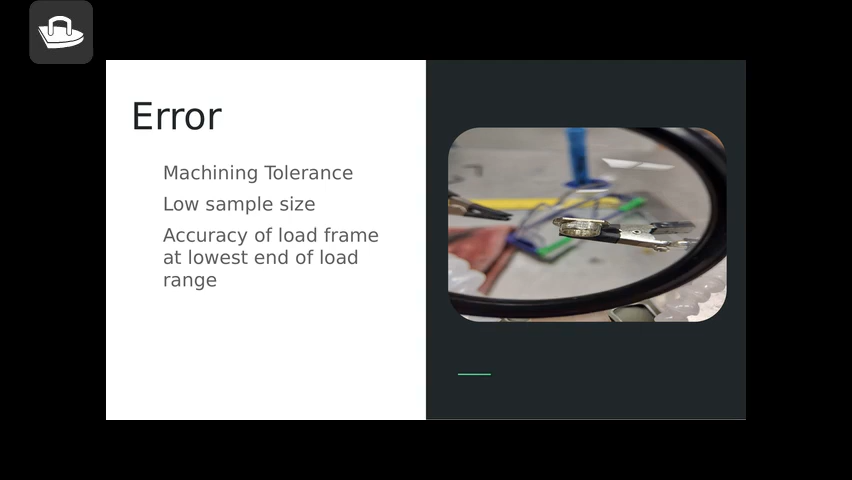 Error
Machining Tolerance
Low sample size
Accuracy of load frame
at lowest end of load
range